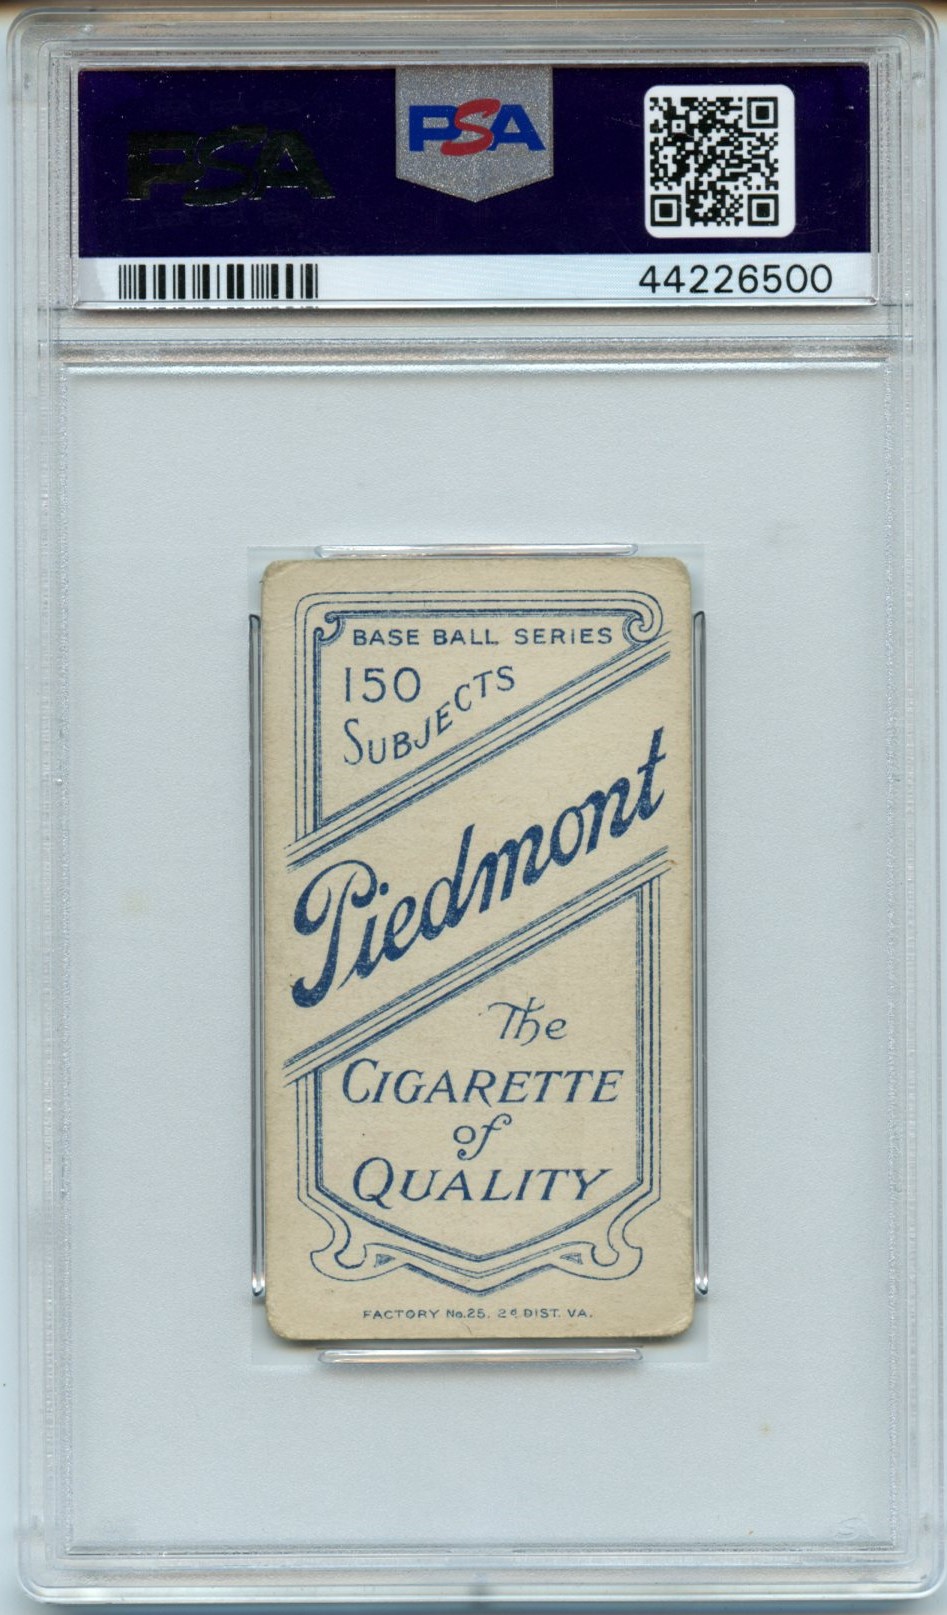 PSA
PSA
44226500
BASE BALL SERIES
150
SUBJECTS
Piedmont
The
CIGARETTE
of
QUALITY
FACTORY No.25. 2d DIST. VA.